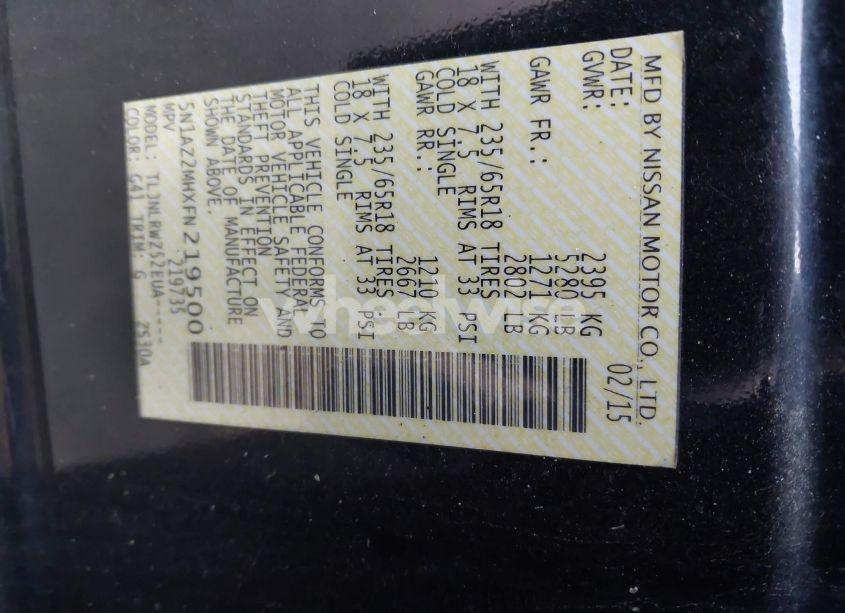 MFD BY NISSAN MOTOR CO., LTD.
DATE: 02/15
GVWR: 2395 KG
5280 LB
GAWR FR.: 1271 KG
2802 LB
WITH 235/65R18 TIRES
18 X 7.5 RIMS AT 33 PSI
COLD SINGLE
GAWR RR.: 1210 KG
2667 LB
WITH 235/65R18 TIRES
18 X 7.5 RIMS AT 33 PSI
COLD SINGLE
THIS VEHICLE CONFORMS TO
ALL APPLICABLE FEDERAL
MOTOR VEHICLE SAFETY AND
THEFT PREVENTION
STANDARDS IN EFFECT ON
THE DATE OF MANUFACTURE
SHOWN ABOVE.
5N1AZ2MHXFN219500
MPV 219735
MODEL: TLJNLRWZ52EUA-----
COLOR: G41 TRIM: G Z530A
wheelwise